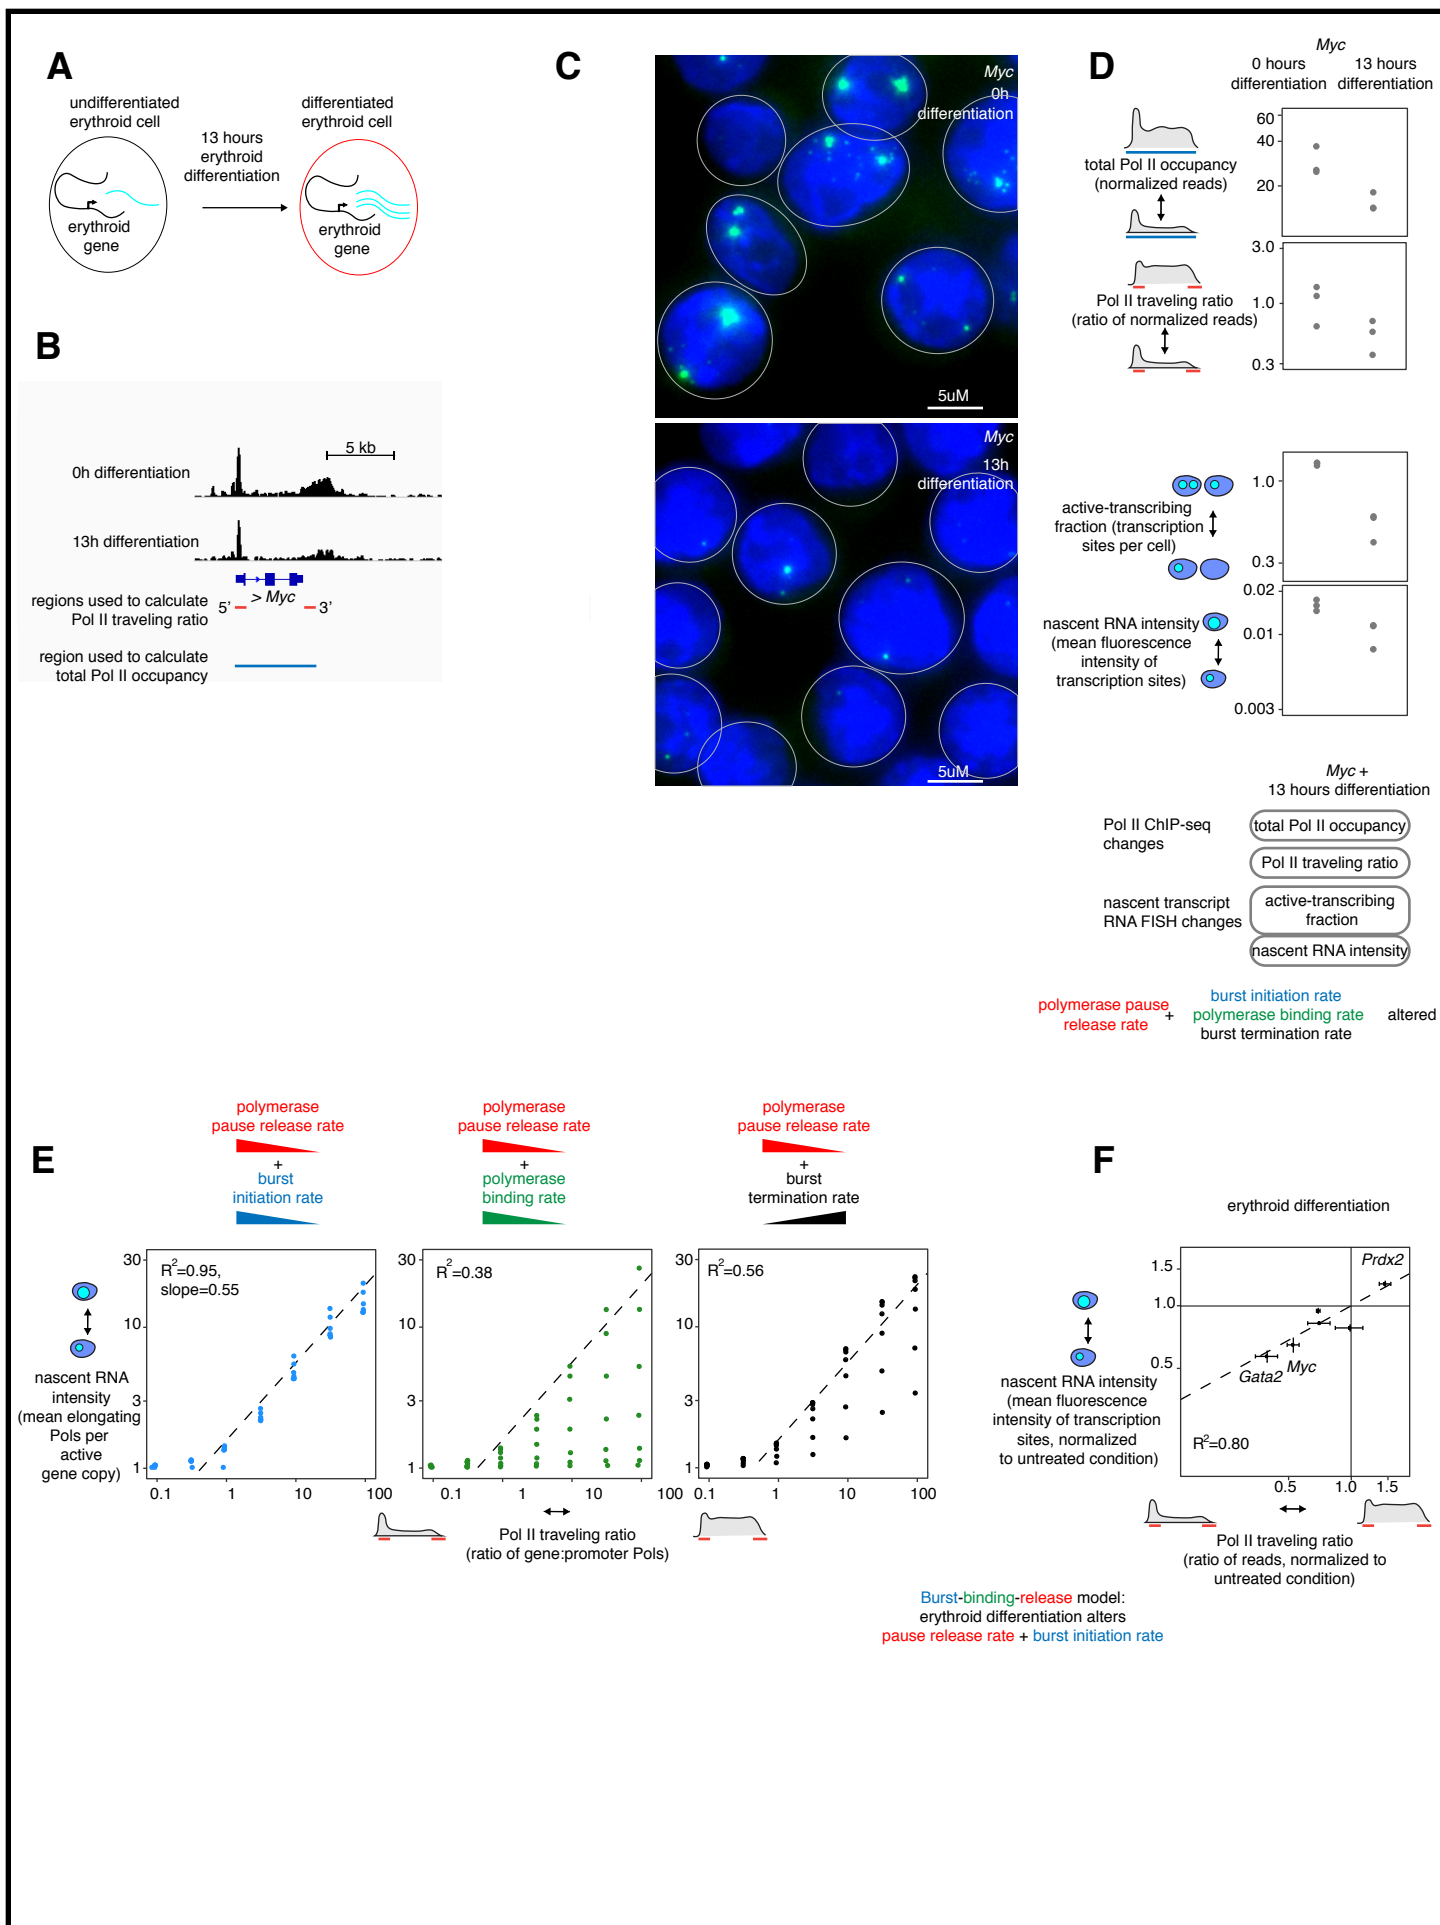 A
undifferentiated
erythroid cell
13 hours
erythroid
differentiation
differentiated
erythroid cell
erythroid
gene
erythroid
gene
B
5 kb
0h differentiation
13h differentiation
> Myc
regions used to calculate
Pol II traveling ratio
5’
3’
region used to calculate
total Pol II occupancy
C
Myc
0h
differentiation
5uM
Myc
13h
differentiation
5uM
D
Myc
0 hours
differentiation
13 hours
differentiation
total Pol II occupancy
(normalized reads)
60
40
20
Pol II traveling ratio
(ratio of normalized reads)
3.0
1.0
0.3
active-transcribing
fraction (transcription
sites per cell)
1.0
0.3
nascent RNA intensity
(mean fluorescence
intensity of
transcription sites)
0.02
0.01
0.003
Myc +
13 hours differentiation
Pol II ChIP-seq
changes
total Pol II occupancy
Pol II traveling ratio
nascent transcript
RNA FISH changes
active-transcribing
fraction
nascent RNA intensity
polymerase pause
release rate
+
burst initiation rate
polymerase binding rate
burst termination rate
altered
E
polymerase
pause release rate
+
burst
initiation rate
polymerase
pause release rate
+
polymerase
binding rate
polymerase
pause release rate
+
burst
termination rate
nascent RNA
intensity
(mean elongating
Pols per
active
gene copy)
30
10
3
1
R2=0.95,
slope=0.55
0.1
1
10
100
30
10
3
1
R2=0.38
0.1
1
10
100
30
10
3
1
R2=0.56
0.1
1
10
100
Pol II traveling ratio
(ratio of gene:promoter Pols)
F
erythroid differentiation
nascent RNA intensity
(mean fluorescence
intensity of transcription
sites, normalized
to untreated condition)
1.5
1.0
0.5
Prdx2
Myc
Gata2
R2=0.80
0.5
1.0
1.5
Pol II traveling ratio
(ratio of reads, normalized to
untreated condition)
Burst-binding-release model:
erythroid differentiation alters
pause release rate + burst initiation rate